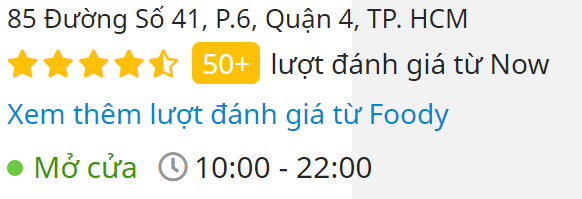 85 Đường Số 41, P.6, Quận 4, TP. HCM
50+ lượt đánh giá từ Now
Xem thêm lượt đánh giá từ Foody
Mở cửa 10:00 - 22:00